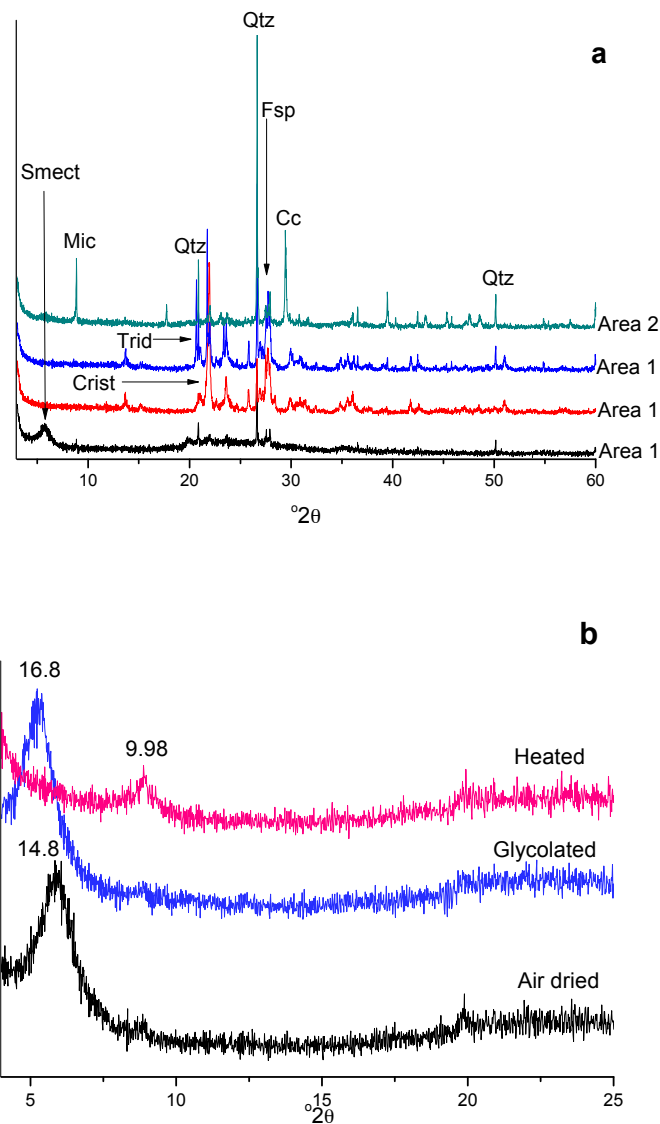 Qtz
a
Fsp
Smect
Mic
Qtz
Cc
Qtz
Area 2
Trid
Area 1
Crist
Area 1
Area 1
10 20 30 40 50 60
°2θ
b
16.8
9.98
Heated
14.8
Glycolated
Air dried
5 10 15 20 25
°2θ